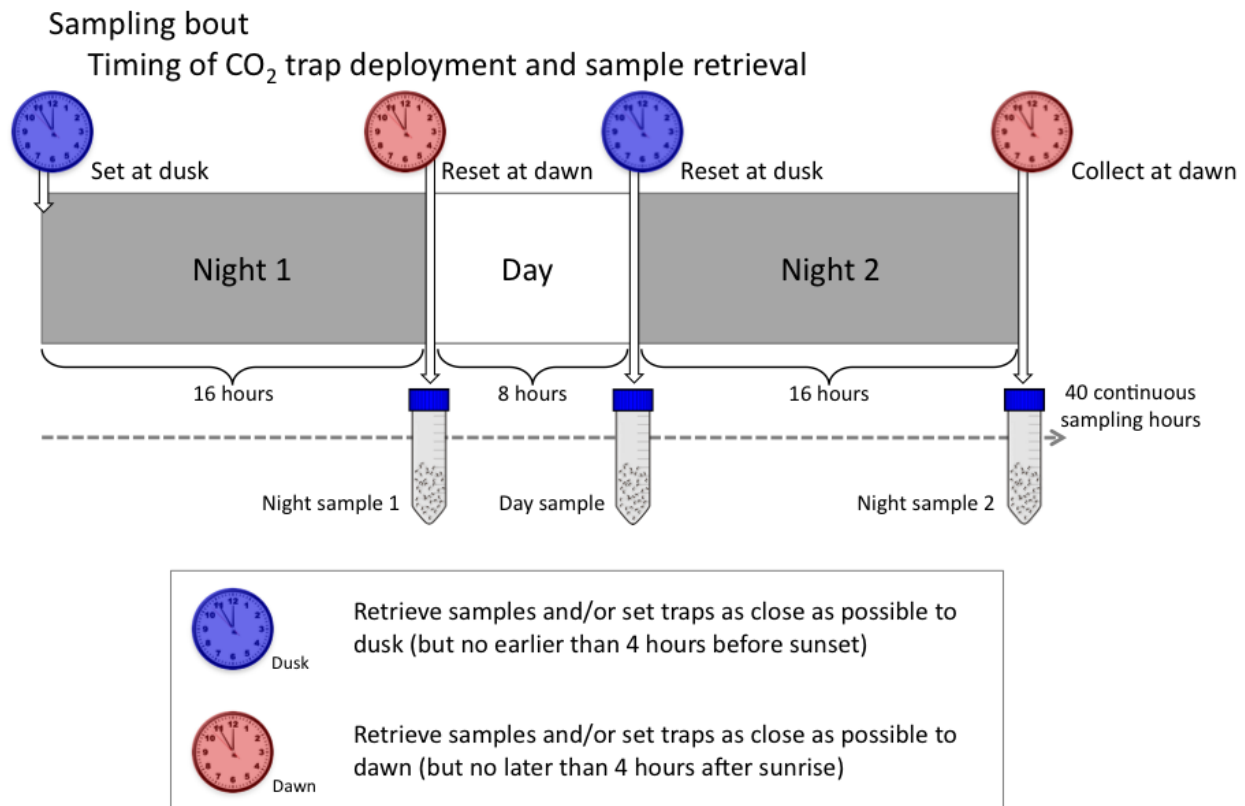 Sampling bout
Timing of CO₂ trap deployment and sample retrieval
Set at dusk
Reset at dawn
Reset at dusk
Collect at dawn
Night 1
Day
Night 2
16 hours
8 hours
16 hours
40 continuous
sampling hours
Night sample 1
Day sample
Night sample 2
Dusk
Retrieve samples and/or set traps as close as possible to
dusk (but no earlier than 4 hours before sunset)
Dawn
Retrieve samples and/or set traps as close as possible to
dawn (but no later than 4 hours after sunrise)